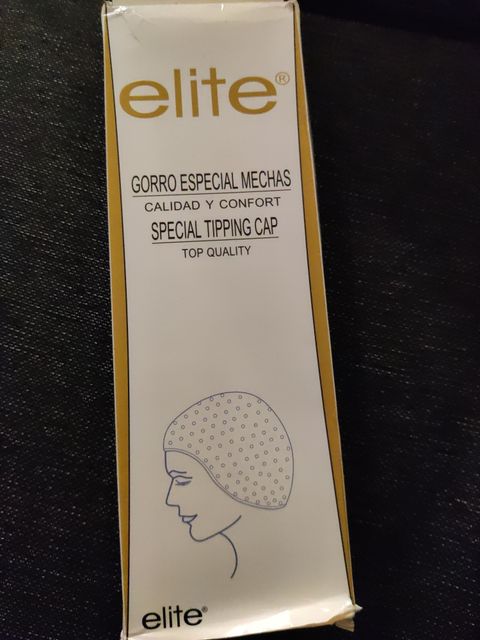 elite®
GORRO ESPECIAL MECHAS
CALIDAD Y CONFORT
SPECIAL TIPPING CAP
TOP QUALITY
elite®